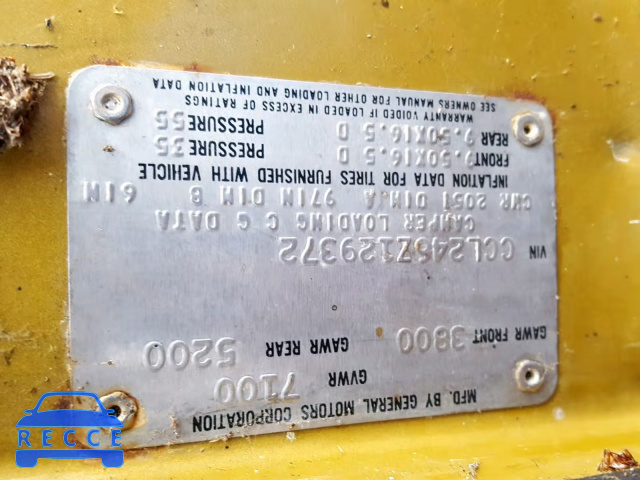 MFD. BY GENERAL MOTORS CORPORATION
GVWR 7100
GAWR FRONT 3800 GAWR REAR 5200
VIN CCL245Z129372
CAMPER LOADING C G DATA
CWR 2051 DIM.A 97IN DIM B 6IN
INFLATION DATA FOR TIRES FURNISHED WITH VEHICLE
FRONT 9.50X16.5 D PRESSURE 35
REAR 9.50X16.5 D PRESSURE 55
WARRANTY VOIDED IF LOADED IN EXCESS OF RATINGS
SEE OWNERS MANUAL FOR OTHER LOADING AND INFLATION DATA
RECCE